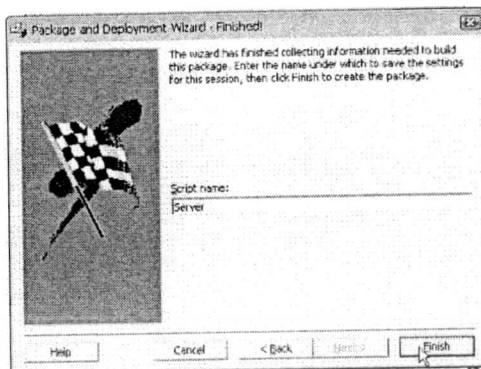 Package and Deployment Wizard - Finished!
The wizard has finished collecting information needed to build
this package. Enter the name under which to save the settings
for this session, then click Finish to create the package.
Script name:
Server
Help
Cancel
< Back
Next >
Finish